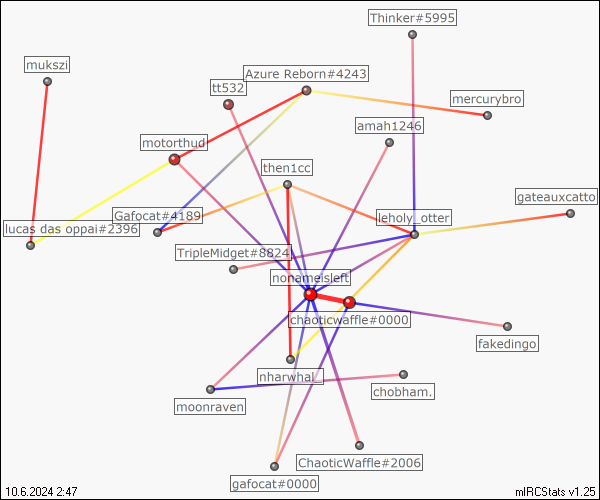 Thinker#5995
mukszi
Azure Reborn#4243
tt532
mercurybro
amah1246
motorthud
then1cc
gateauxcatto
Gafocat#4189
leholy_otter
lucas das oppai#2396
TripleMidget#8824
nonameisleft
chaoticwaffle#0000
fakedingo
nharwhal_
chobham.
moonraven
ChaoticWaffle#2006
gafocat#0000
10.6.2024 2:47
mIRCStats v1.25